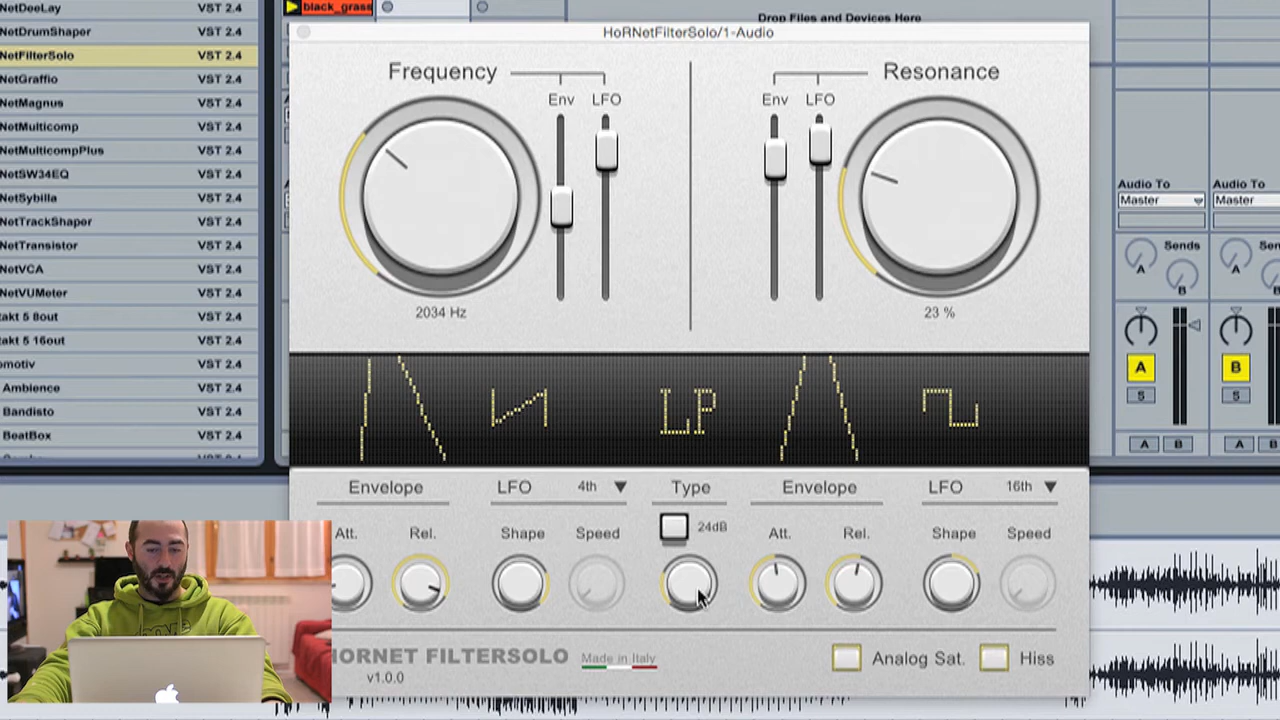 NetDeeLay VST 2.4
NetDrumShaper VST 2.4
NetFilterSolo VST 2.4
NetGraffio VST 2.4
NetMagnus VST 2.4
NetMulticomp VST 2.4
NetMulticompPlus VST 2.4
NetSW34EQ VST 2.4
NetSybilla VST 2.4
NetTrackShaper VST 2.4
NetTransistor VST 2.4
NetVCA VST 2.4
NetVUMeter VST 2.4
takt 5 8out VST 2.4
takt 5 16out VST 2.4
omotiv VST 2.4
Ambience VST 2.4
Bandisto VST 2.4
BeatBox VST 2.4
black_grass
Drop Files and Devices Here
HoRNetFilterSolo/1-Audio
Frequency
Env LFO
2034 Hz
Resonance
Env LFO
23 %
LP
Envelope
Att. Rel.
LFO 4th
Shape Speed
Type
24dB
Envelope
Att. Rel.
LFO 16th
Shape Speed
HORNET FILTERSOLO Made in Italy
v1.0.0
Analog Sat. Hiss
Audio To Audio To
Master Master
Sends
A
B
A
B
A B
S S
A B A B